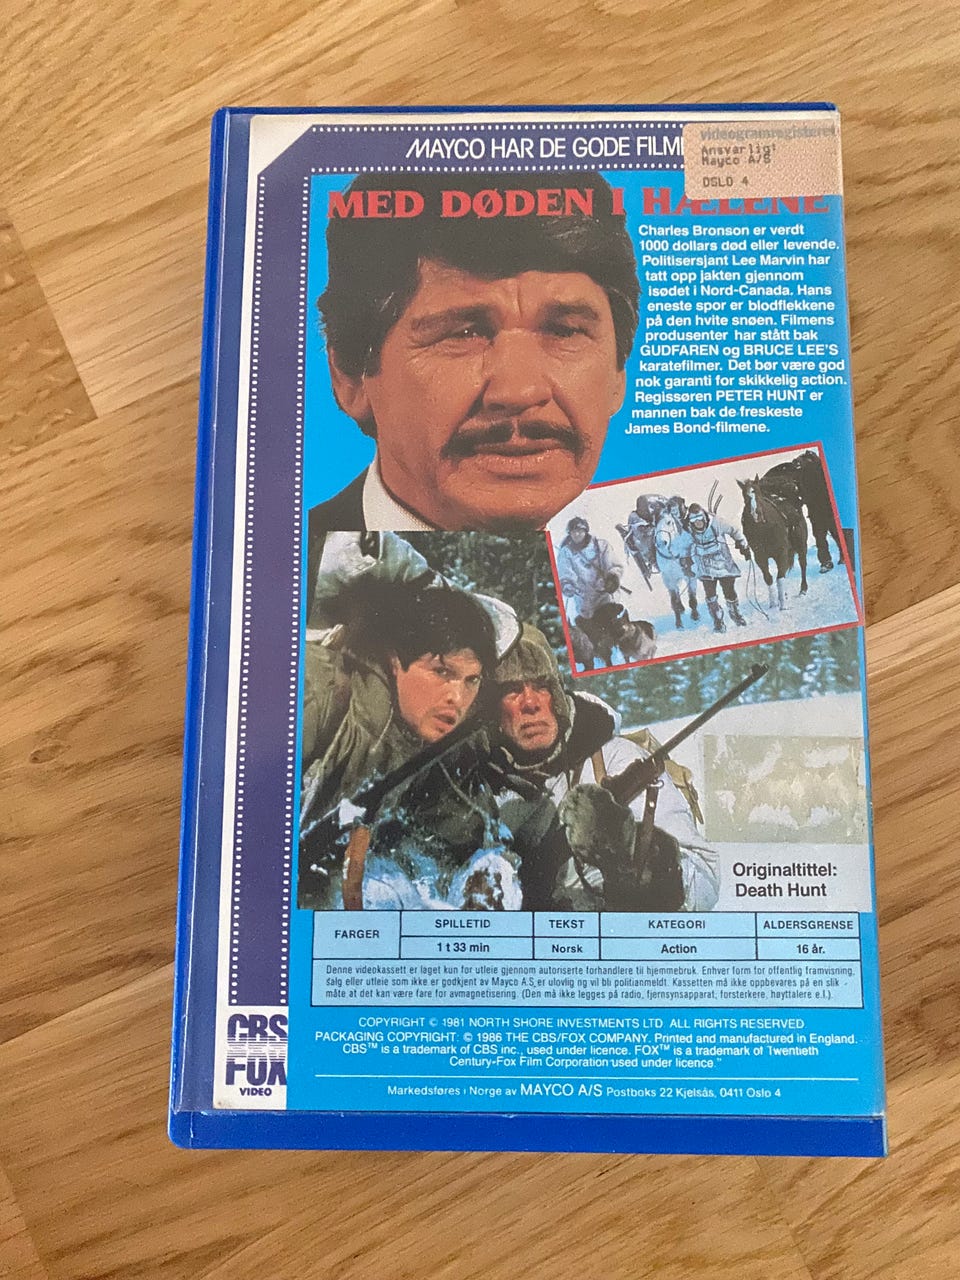 MAYCO HAR DE GODE FILM
videogramregisteret
Ansvarlig:
Mayco A/S
OSLO 4
MED DØDEN I HÆLENE
Charles Bronson er verdt
1000 dollars død eller levende.
Politisersjant Lee Marvin har
tatt opp jakten gjennom
isødet i Nord-Canada. Hans
eneste spor er blodflekkene
på den hvite snøen. Filmens
produsenter har stått bak
GUDFAREN og BRUCE LEE'S
karatefilmer. Det bør være god
nok garanti for skikkelig action.
Regissøren PETER HUNT er
mannen bak de freskeste
James Bond-filmene.
Originaltittel:
Death Hunt
FARGER
SPILLETID
TEKST
KATEGORI
ALDERSGRENSE
1 t 33 min
Norsk
Action
16 år.
Denne videokassett er laget kun for utleie gjennom autoriserte forhandlere til hjemmebruk. Enhver form for offentlig framvisning,
salg eller utleie som ikke er godkjent av Mayco A.S er ulovlig og vil bli politianmeldt. Kassetten må ikke oppbevares på en slik
måte at det kan være fare for avmagnetisering. (Den må ikke legges på radio, fjernsynsapparat, forsterkere, høyttalere e.l.).
COPYRIGHT © 1981 NORTH SHORE INVESTMENTS LTD. ALL RIGHTS RESERVED
PACKAGING COPYRIGHT: © 1986 THE CBS/FOX COMPANY. Printed and manufactured in England.
CBS™ is a trademark of CBS inc., used under licence. FOX™ is a trademark of Twentieth
Century-Fox Film Corporation used under licence."
Markedsføres i Norge av MAYCO A/S Postboks 22 Kjelsås, 0411 Oslo 4
CBS
FOX
VIDEO